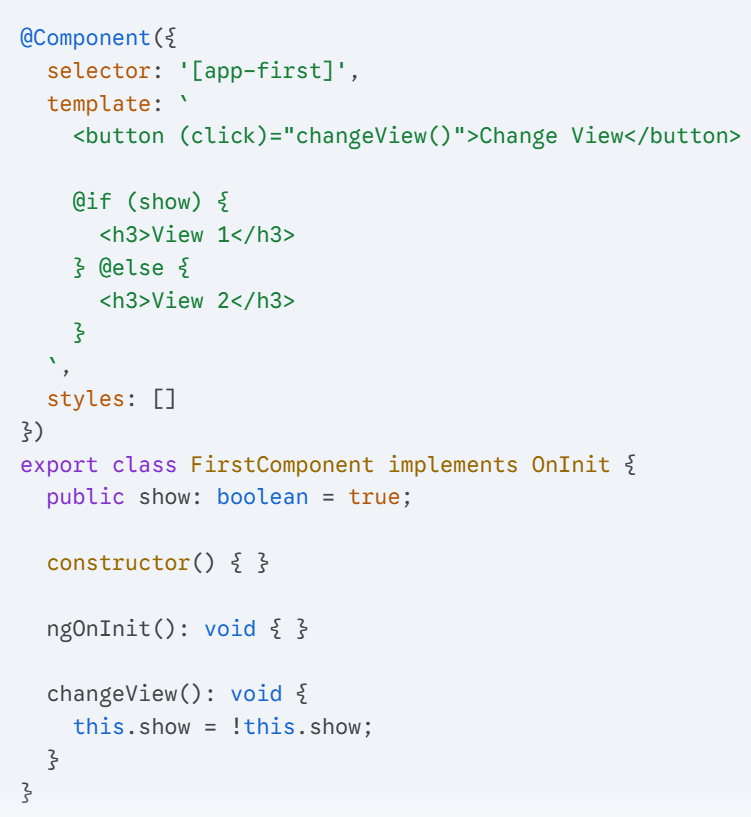 @Component({
  selector: '[app-first]',
  template: `
    <button (click)="changeView()">Change View</button>

    @if (show) {
      <h3>View 1</h3>
    } @else {
      <h3>View 2</h3>
    }
  `,
  styles: []
})
export class FirstComponent implements OnInit {
  public show: boolean = true;

  constructor() { }

  ngOnInit(): void { }

  changeView(): void {
    this.show = !this.show;
  }
}